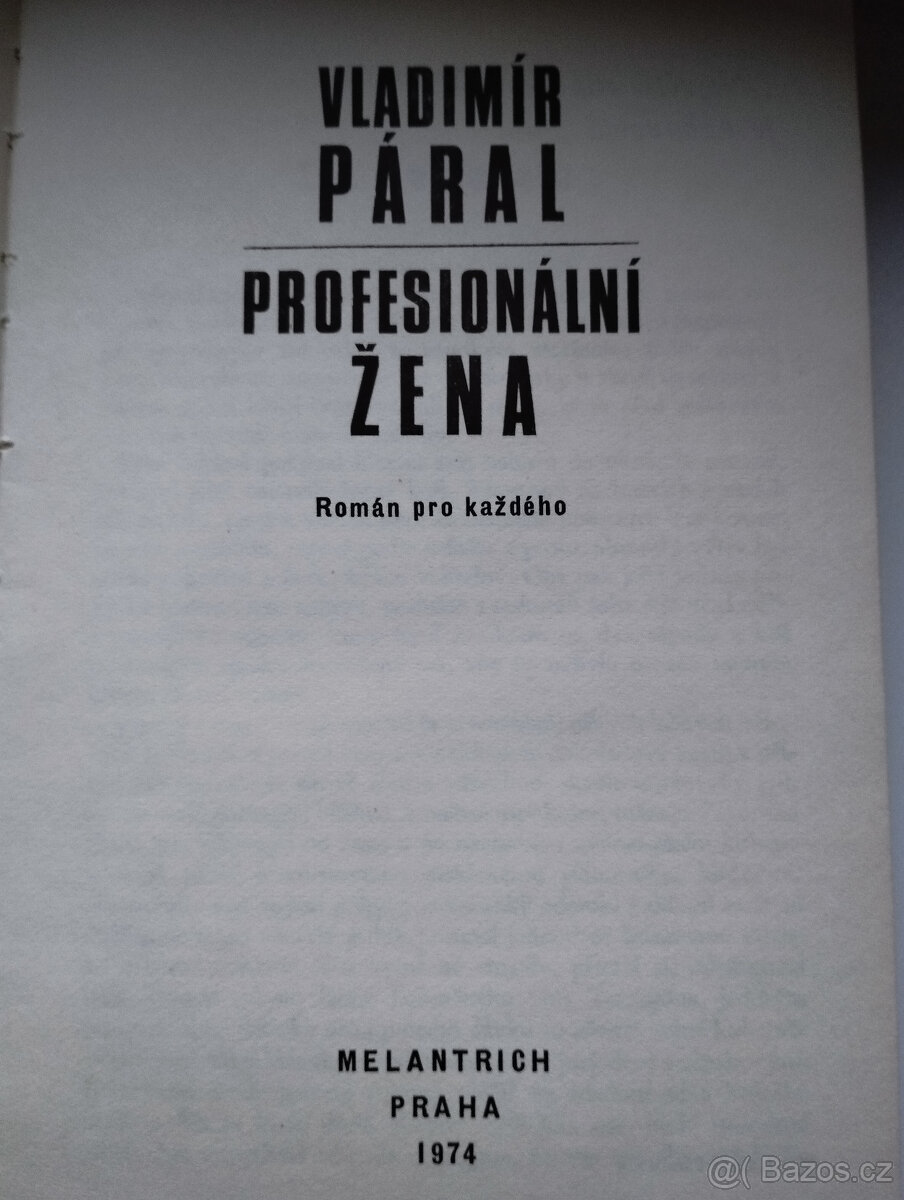 VLADIMÍR
PÁRAL
PROFESIONÁLNÍ
ŽENA
Román pro každého
MELANTRICH
PRAHA
1974
@( Bazos.cz